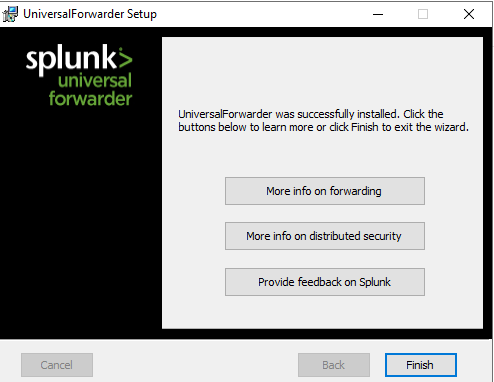 UniversalForwarder Setup
splunk>
universal
forwarder
UniversalForwarder was successfully installed. Click the
buttons below to learn more or click Finish to exit the wizard.
More info on forwarding
More info on distributed security
Provide feedback on Splunk
Cancel
Back
Finish